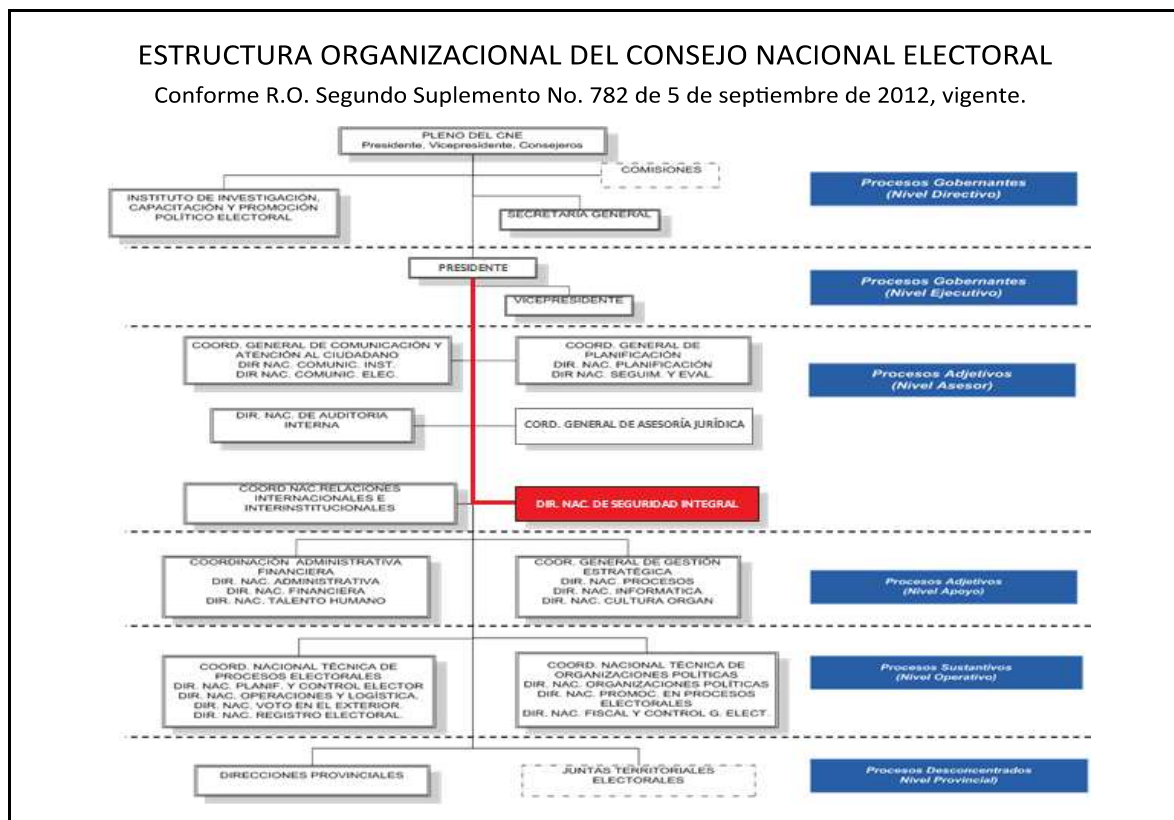 ESTRUCTURA ORGANIZACIONAL DEL CONSEJO NACIONAL ELECTORAL
Conforme R.O. Segundo Suplemento No. 782 de 5 de septiembre de 2012, vigente.
PLENO DEL CNE
Presidente, Vicepresidente, Consejeros
COMISIONES
INSTITUTO DE INVESTIGACIÓN,
CAPACITACIÓN Y PROMOCIÓN
POLÍTICO ELECTORAL
SECRETARÍA GENERAL
Procesos Gobernantes
(Nivel Directivo)
PRESIDENTE
VICEPRESIDENTE
Procesos Gobernantes
(Nivel Ejecutivo)
COORD. GENERAL DE COMUNICACIÓN Y
ATENCIÓN AL CIUDADANO
DIR NAC. COMUNIC. INST.
DIR NAC. COMUNIC. ELEC.
COORD. GENERAL DE
PLANIFICACIÓN
DIR. NAC. PLANIFICACIÓN
DIR NAC. SEGUIM. Y EVAL.
Procesos Adjetivos
(Nivel Asesor)
DIR. NAC. DE AUDITORIA
INTERNA
CORD. GENERAL DE ASESORÍA JURÍDICA
COORD NAC.RELACIONES
INTERNACIONALES E
INTERINSTITUCIONALES
DIR. NAC. DE SEGURIDAD INTEGRAL
COORDINACIÓN ADMINISTRATIVA
FINANCIERA
DIR. NAC. ADMINISTRATIVA
DIR. NAC. FINANCIERA
DIR. NAC. TALENTO HUMANO
COOR. GENERAL DE GESTIÓN
ESTRATÉGICA
DIR. NAC. PROCESOS
DIR. NAC. INFORMATICA
DIR. NAC. CULTURA ORGAN
Procesos Adjetivos
(Nivel Apoyo)
COORD. NACIONAL TÉCNICA DE
PROCESOS ELECTORALES
DIR. NAC. PLANIF. Y CONTROL ELECTOR
DIR. NAC. OPERACIONES Y LOGÍSTICA.
DIR. NAC. VOTO EN EL EXTERIOR.
DIR. NAC. REGISTRO ELECTORAL.
COORD. NACIONAL TÉCNICA DE
ORGANIZACIONES POLÍTICAS
DIR. NAC. ORGANIZACIONES POLÍTICAS
DIR. NAC. PROMOC. EN PROCESOS
ELECTORALES
DIR. NAC. FISCAL Y CONTROL G. ELECT.
Procesos Sustantivos
(Nivel Operativo)
DIRECCIONES PROVINCIALES
JUNTAS TERRITORIALES
ELECTORALES
Procesos Desconcentrados
Nivel Provincial)